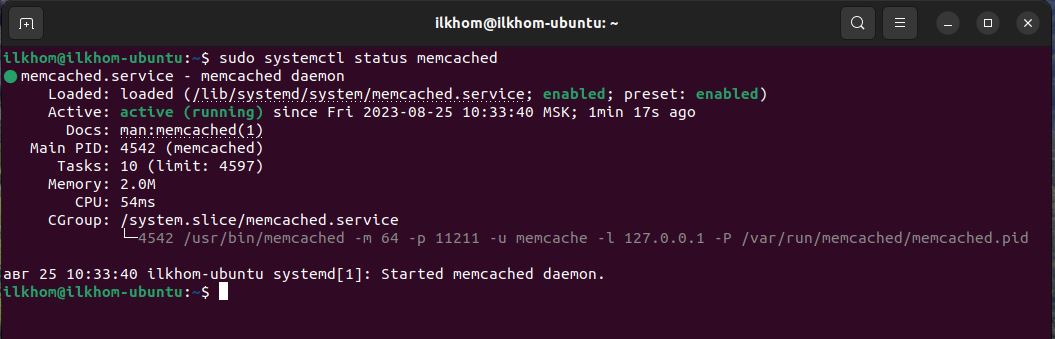 ilkhom@ilkhom-ubuntu: ~
ilkhom@ilkhom-ubuntu:~$ sudo systemctl status memcached
● memcached.service - memcached daemon
Loaded: loaded (/lib/systemd/system/memcached.service; enabled; preset: enabled)
Active: active (running) since Fri 2023-08-25 10:33:40 MSK; 1min 17s ago
Docs: man:memcached(1)
Main PID: 4542 (memcached)
Tasks: 10 (limit: 4597)
Memory: 2.0M
CPU: 54ms
CGroup: /system.slice/memcached.service
└─4542 /usr/bin/memcached -m 64 -p 11211 -u memcache -l 127.0.0.1 -P /var/run/memcached/memcached.pid
авг 25 10:33:40 ilkhom-ubuntu systemd[1]: Started memcached daemon.
ilkhom@ilkhom-ubuntu:~$